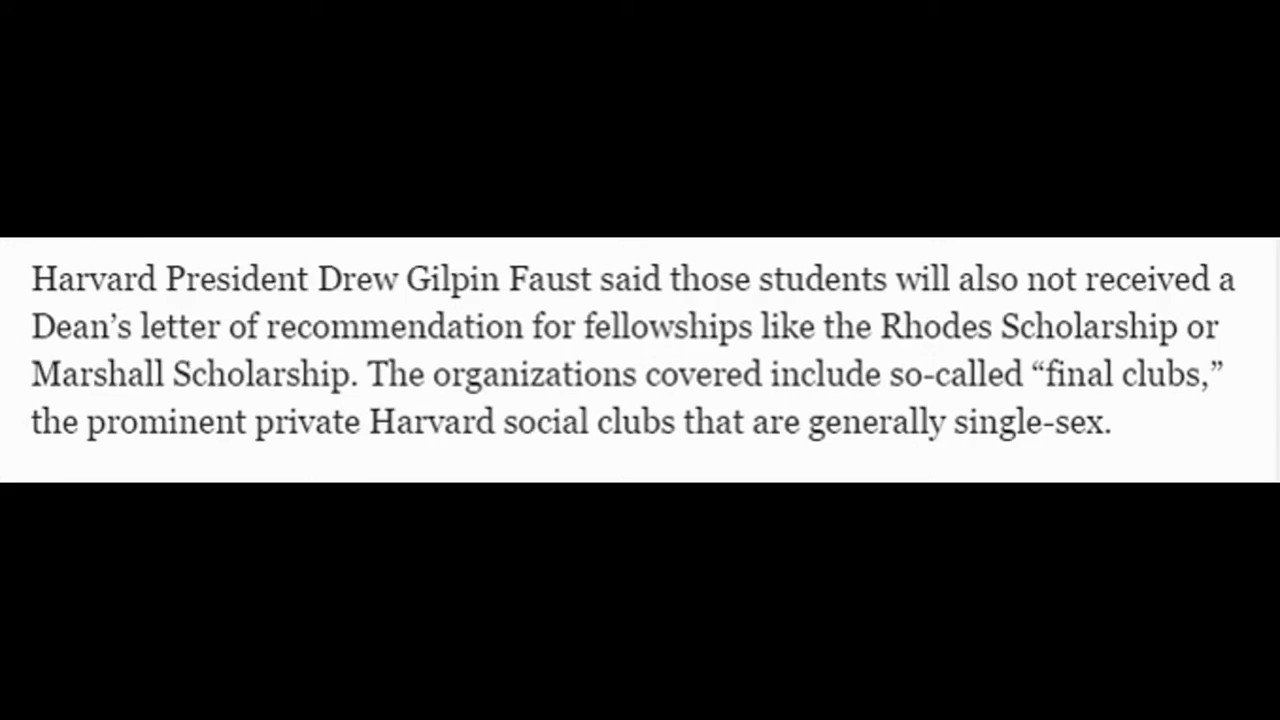 Harvard President Drew Gilpin Faust said those students will also not received a
Dean’s letter of recommendation for fellowships like the Rhodes Scholarship or
Marshall Scholarship. The organizations covered include so-called “final clubs,”
the prominent private Harvard social clubs that are generally single-sex.